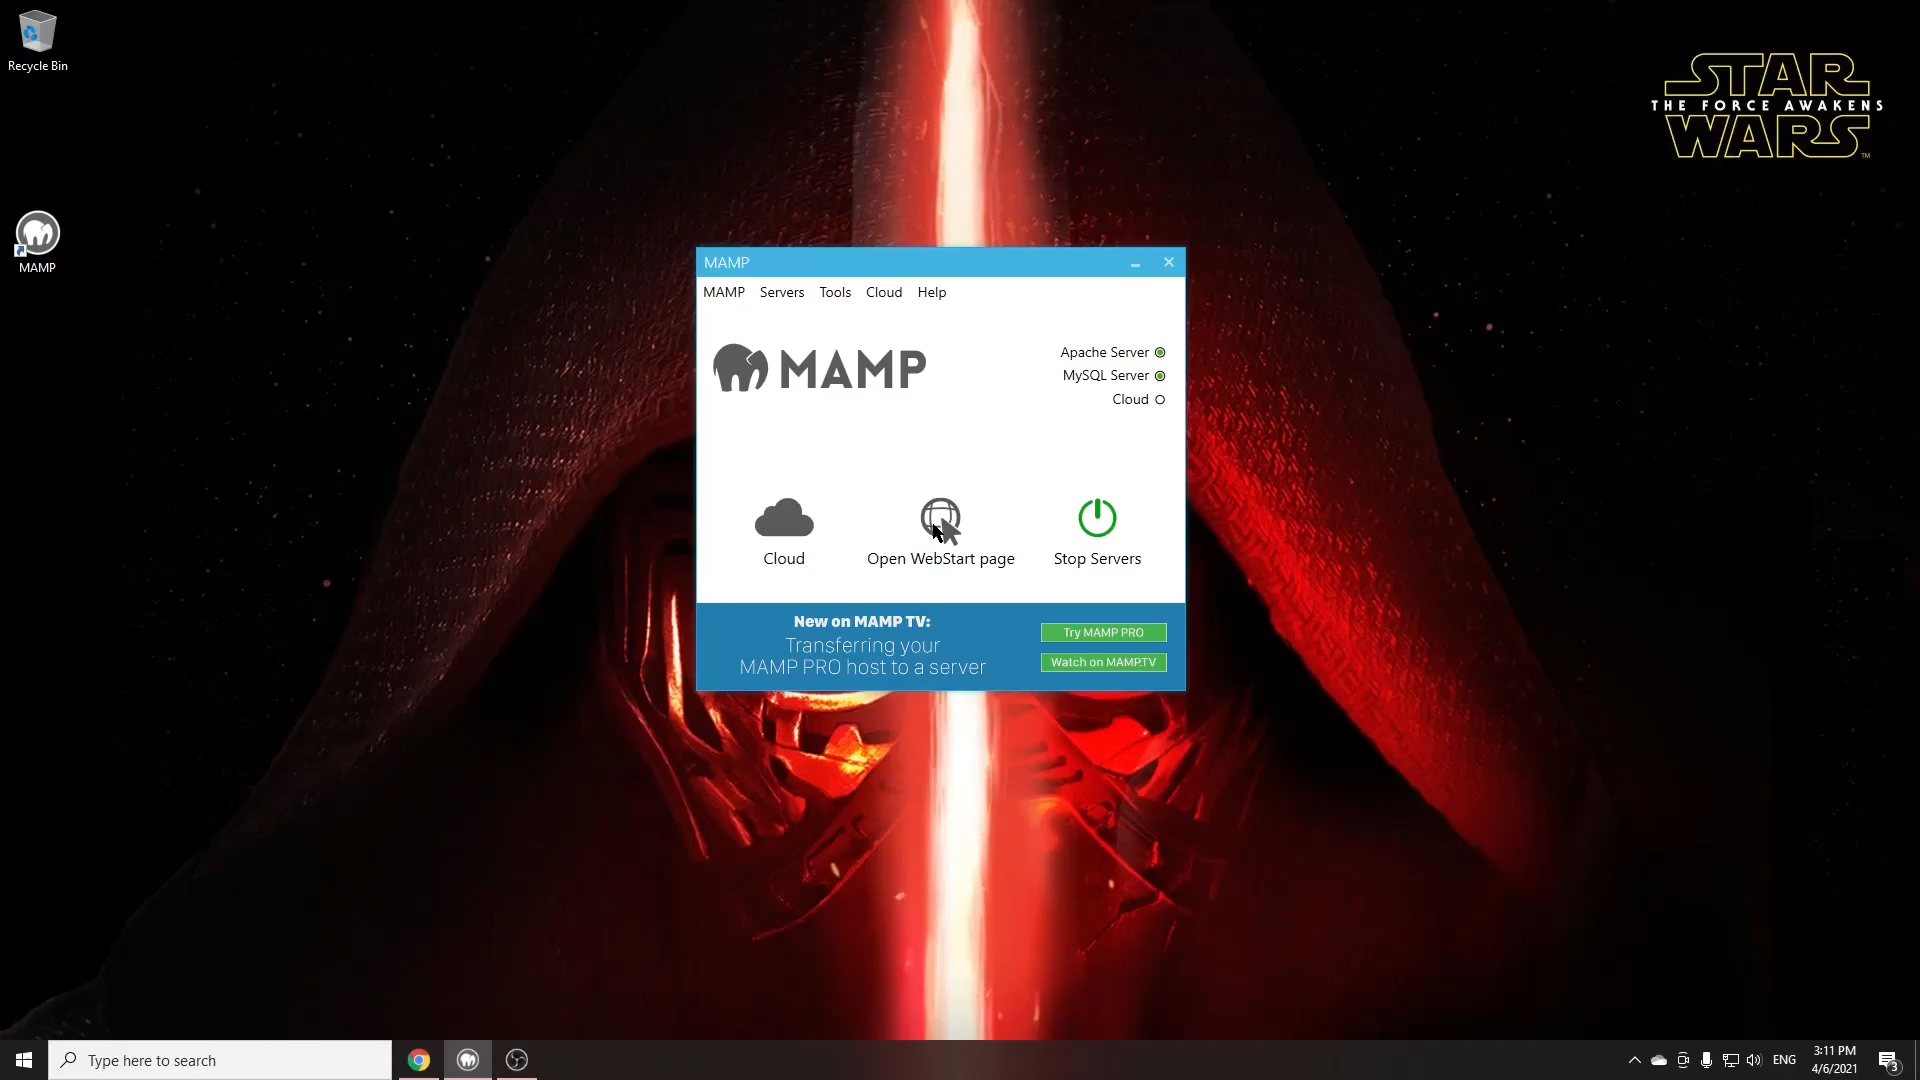 Recycle Bin
STAR
THE FORCE AWAKENS
WARS
TM
MAMP
MAMP
MAMP Servers Tools Cloud Help
MAMP
Apache Server
MySQL Server
Cloud
Cloud
Open WebStart page
Stop Servers
New on MAMP TV:
Transferring your
MAMP PRO host to a server
Try MAMP PRO
Watch on MAMP.TV
Type here to search
ENG
3:11 PM
4/6/2021
3